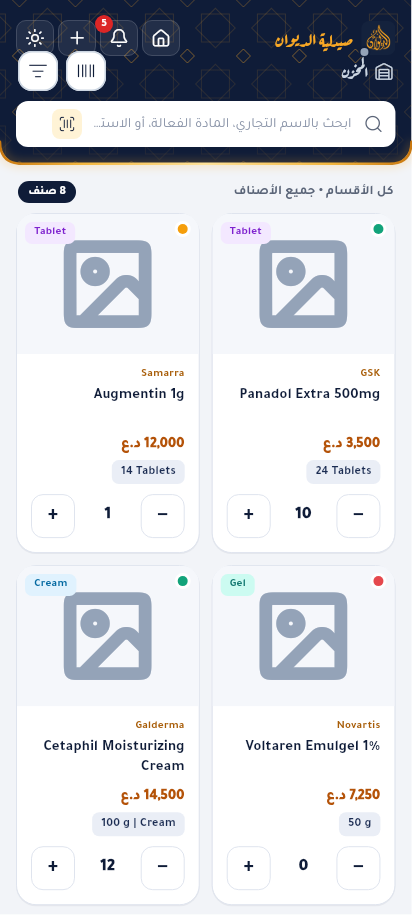 صيدلية الديوان
المخزن
5
ابحث بالاسم التجاري، المادة الفعالة، أو الاستـ...
كل الأقسام • جميع الأصناف
8 صنف
Tablet
GSK
Panadol Extra 500mg
3,500 د.ع
24 Tablets
− 10 +
Tablet
Samarra
Augmentin 1g
12,000 د.ع
14 Tablets
− 1 +
Gel
Novartis
Voltaren Emulgel 1%
7,250 د.ع
50 g
− 0 +
Cream
Galderma
Cetaphil Moisturizing
Cream
14,500 د.ع
100 g | Cream
− 12 +